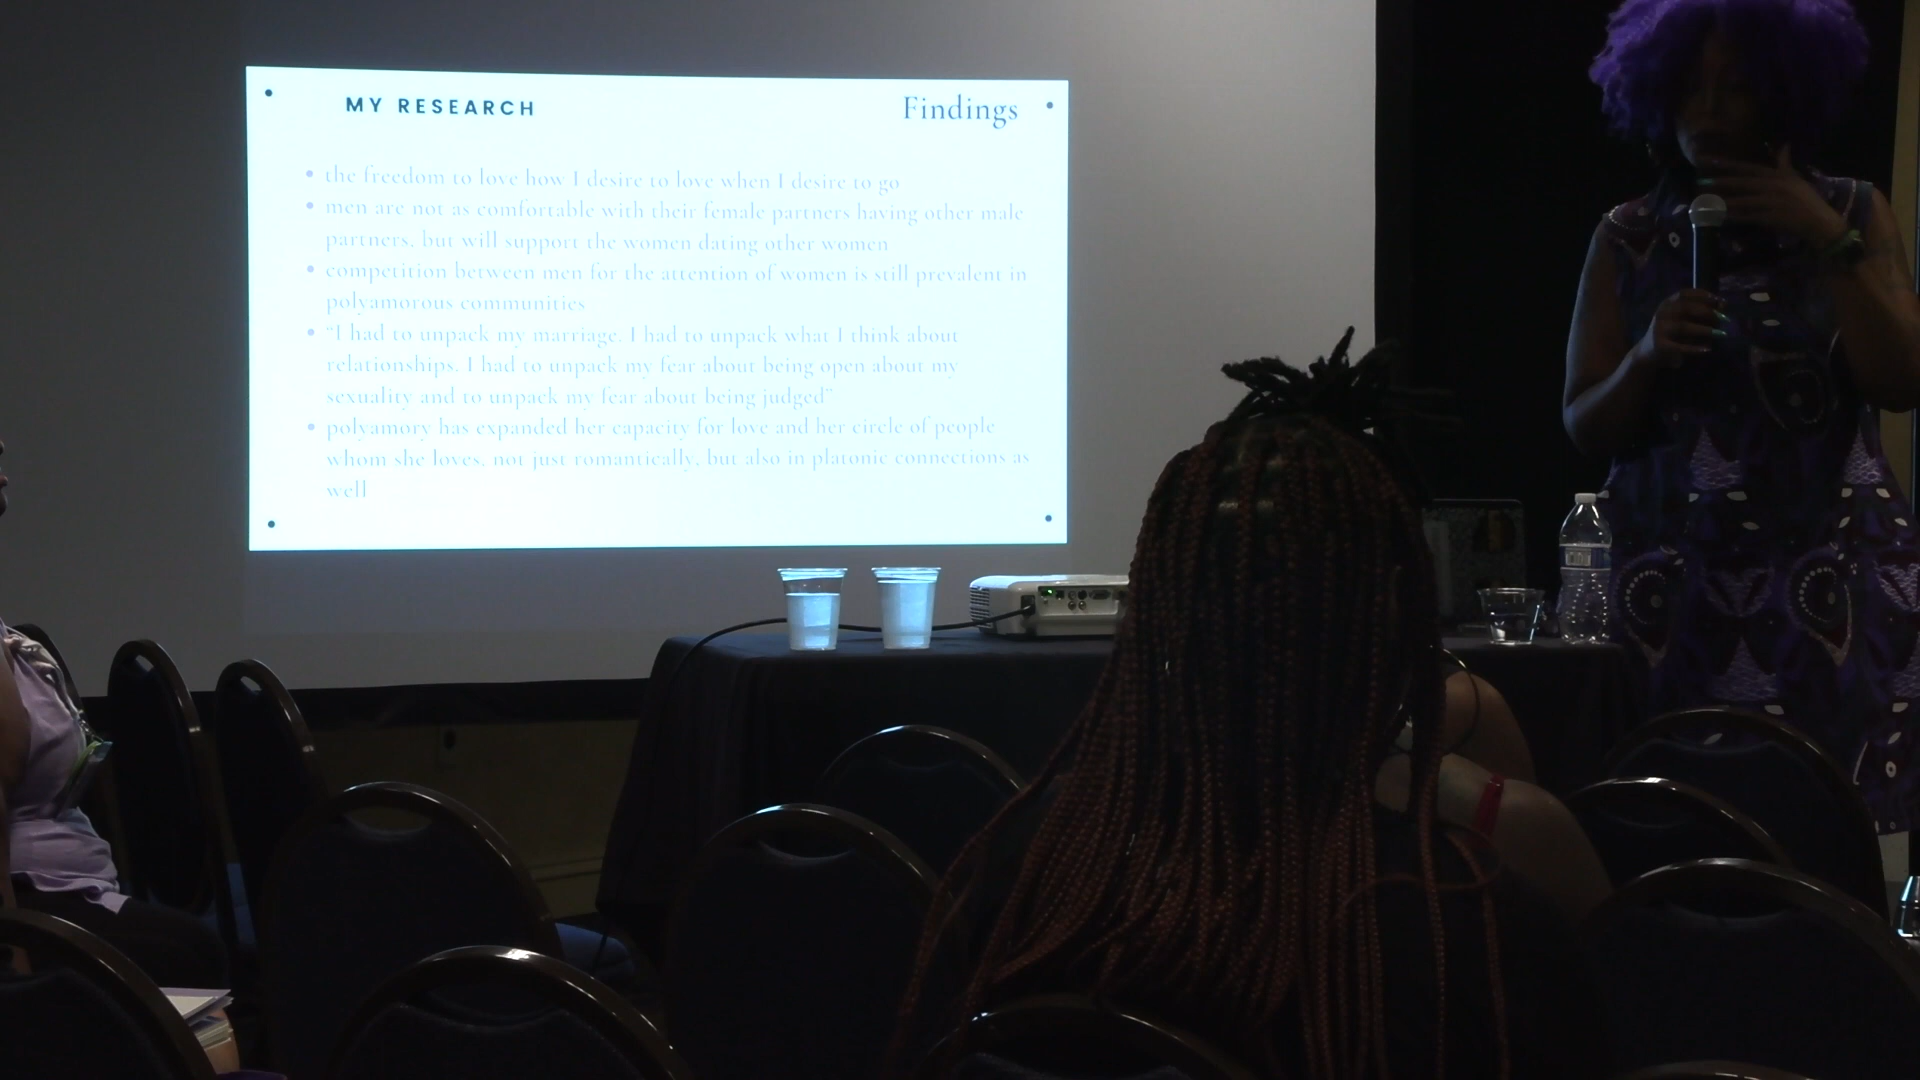 MY RESEARCH
Findings
• the freedom to love how I desire to love when I desire to go
• men are not as comfortable with their female partners having other male
partners, but will support the women dating other women
• competition between men for the attention of women is still prevalent in
polyamorous communities
• “I had to unpack my marriage. I had to unpack what I think about
relationships. I had to unpack my fear about being open about my
sexuality and to unpack my fear about being judged”
• polyamory has expanded her capacity for love and her circle of people
whom she loves, not just romantically, but also in platonic connections as
well